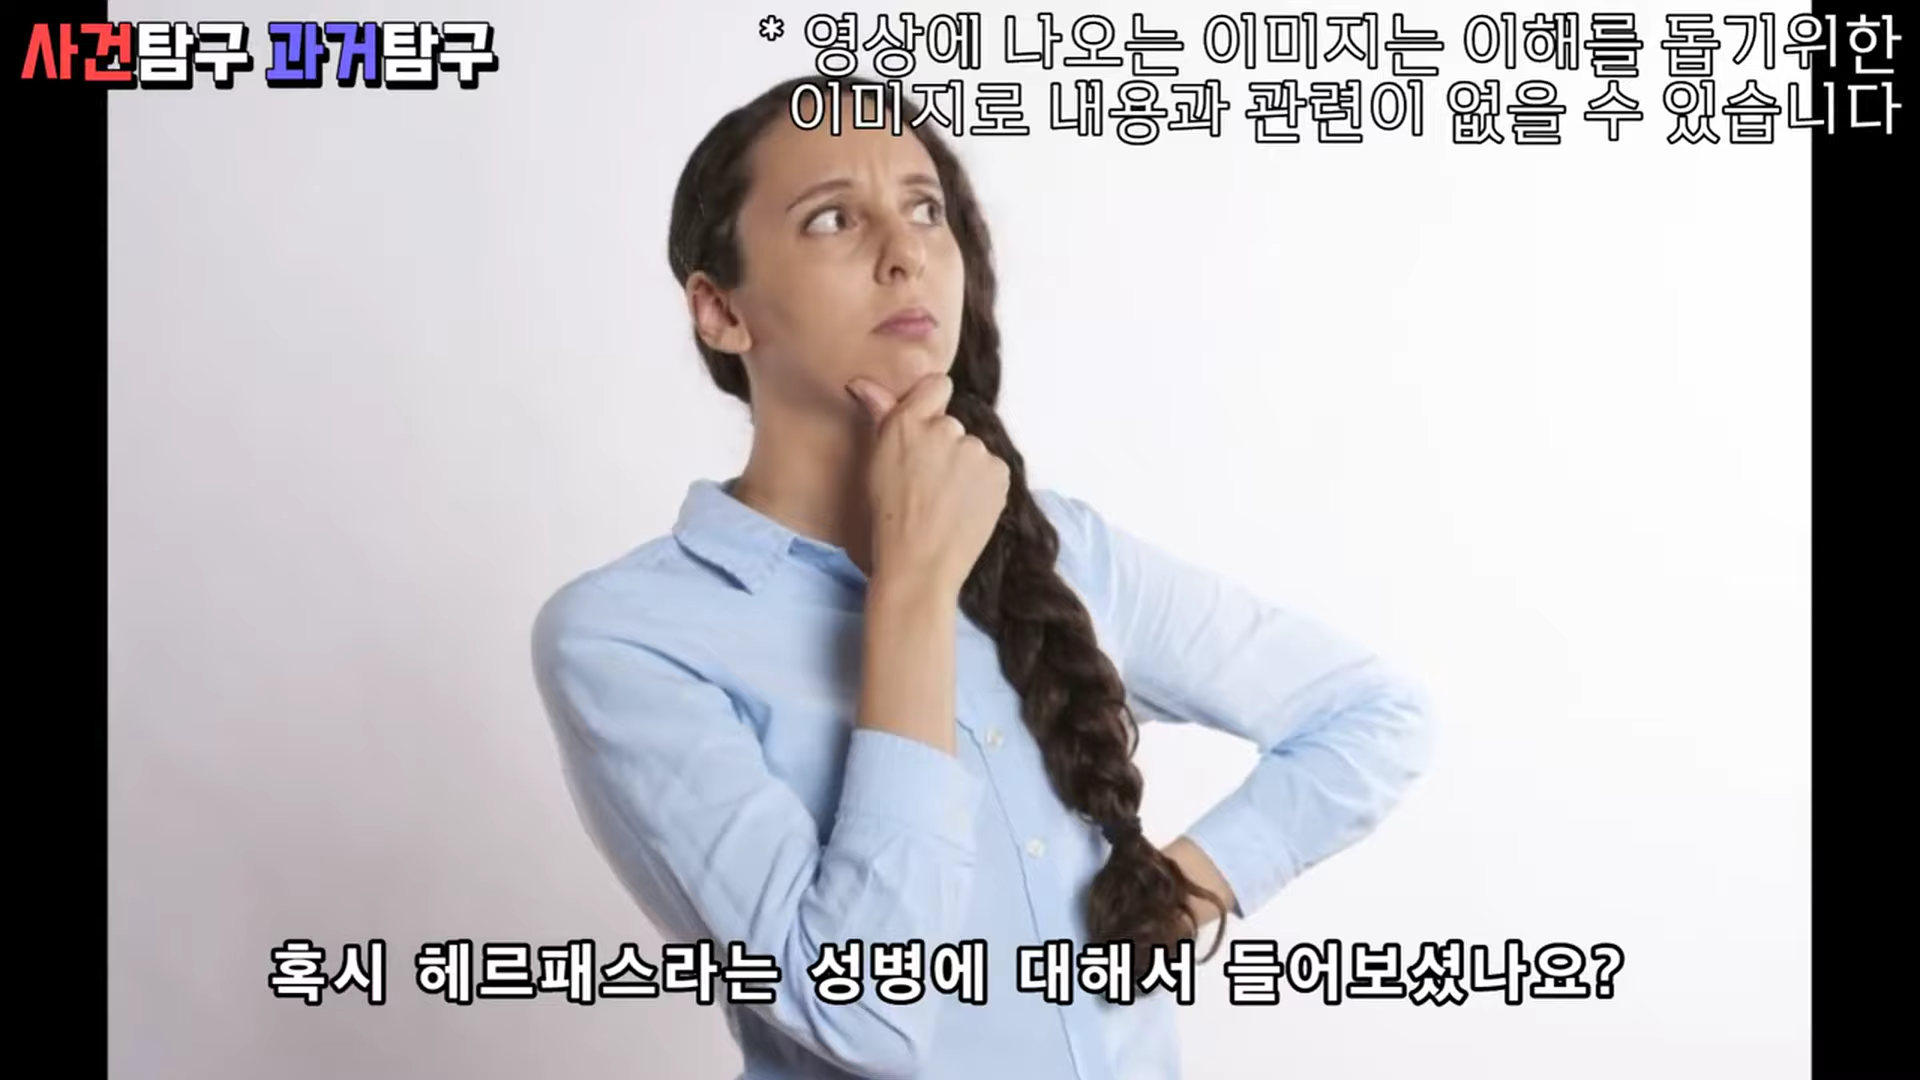 사건탐구 과거탐구
* 영상에 나오는 이미지는 이해를 돕기위한
이미지로 내용과 관련이 없을 수 있습니다
혹시 헤르패스라는 성병에 대해서 들어보셨나요?